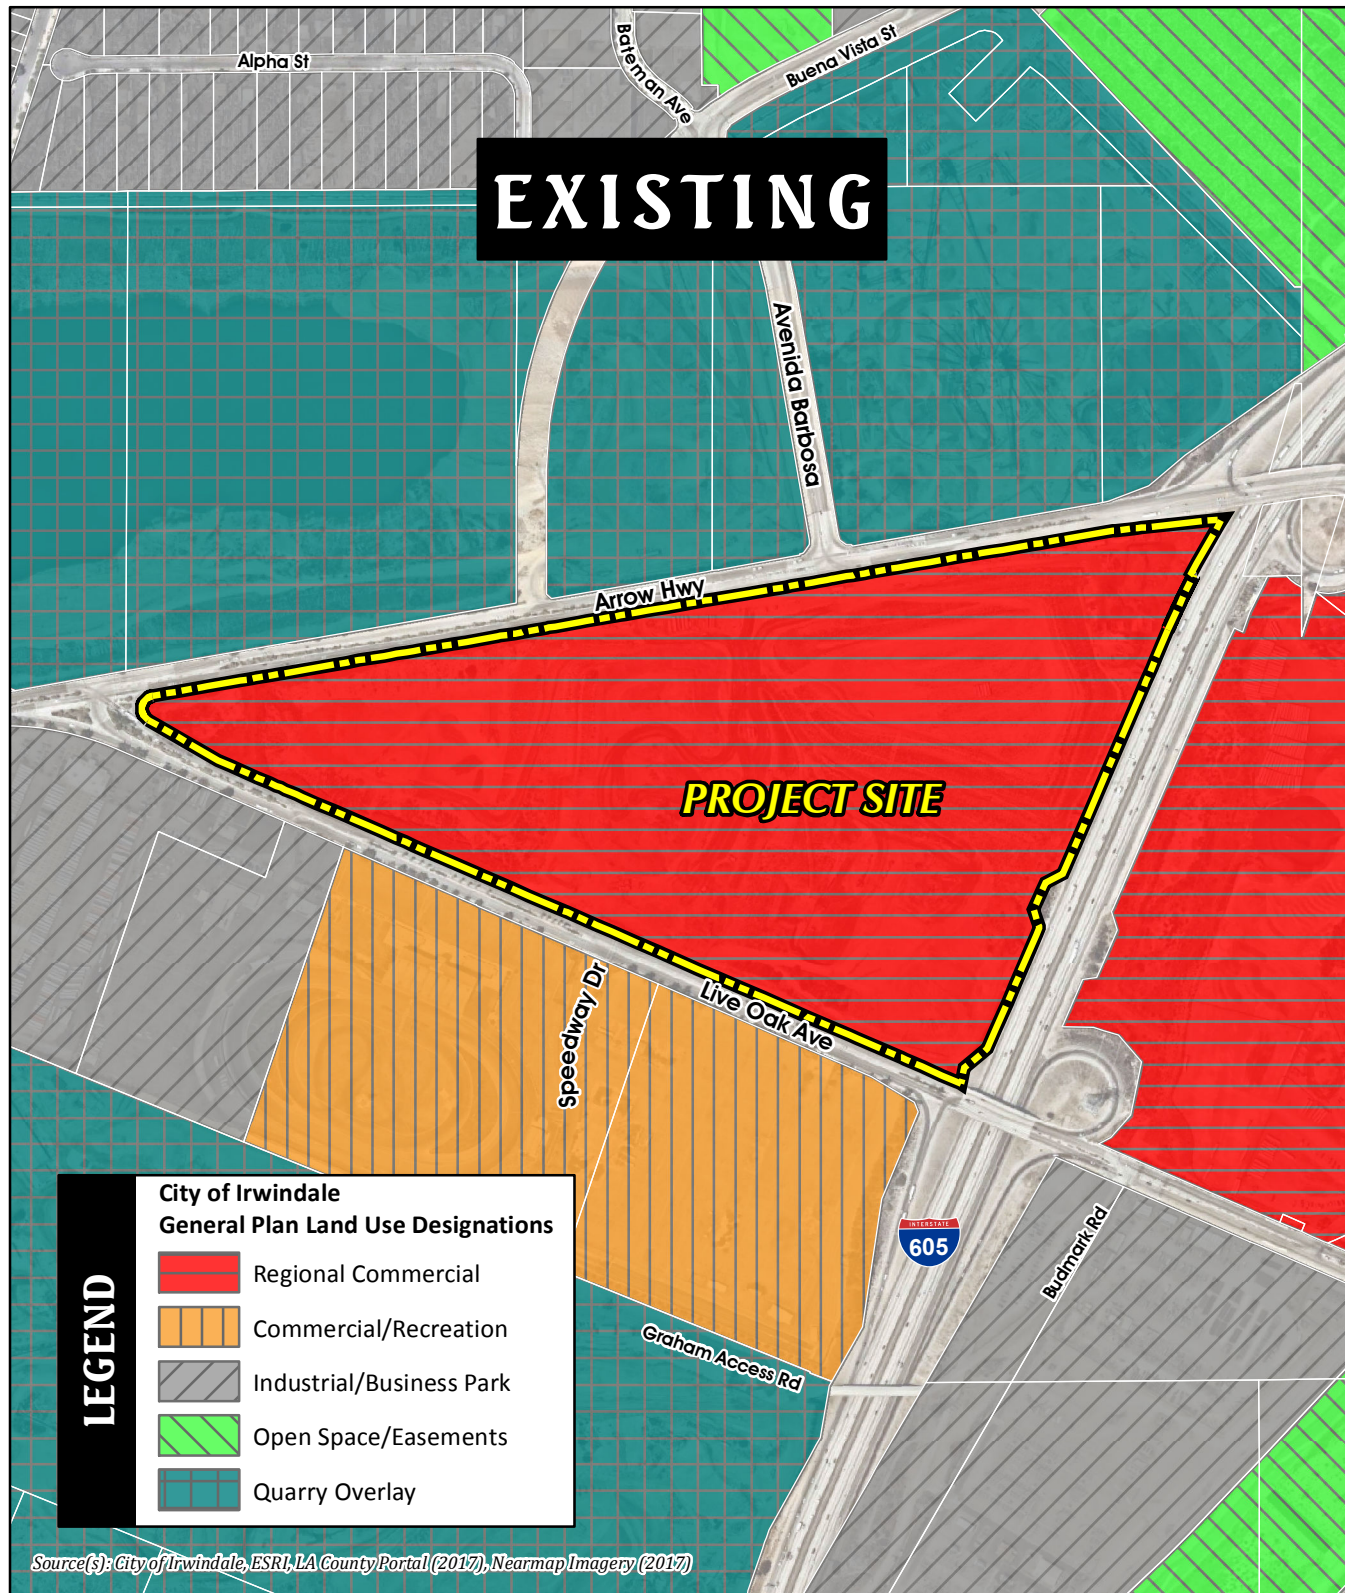 Alpha St
Bateman Ave
Buena Vista St
EXISTING
Avenida Barbosa
Arrow Hwy
PROJECT SITE
Speedway Dr
Live Oak Ave
INTERSTATE
605
Budmark Rd
Graham Access Rd
LEGEND
City of Irwindale
General Plan Land Use Designations
Regional Commercial
Commercial/Recreation
Industrial/Business Park
Open Space/Easements
Quarry Overlay
Source(s): City of Irwindale, ESRI, LA County Portal (2017), Nearmap Imagery (2017)